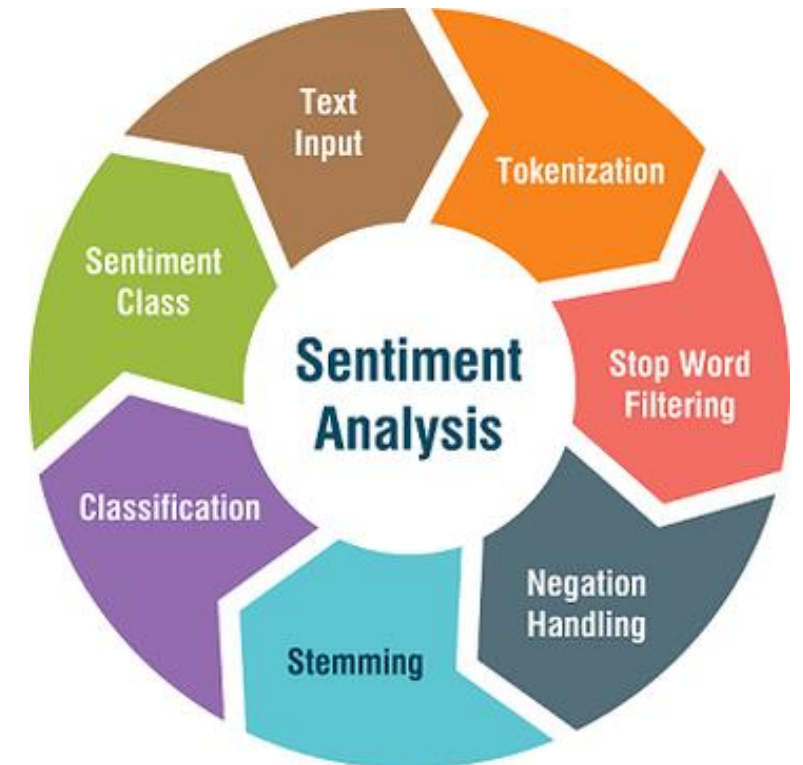 Text
Input
Tokenization
Stop Word
Filtering
Negation
Handling
Stemming
Classification
Sentiment
Class
Sentiment
Analysis